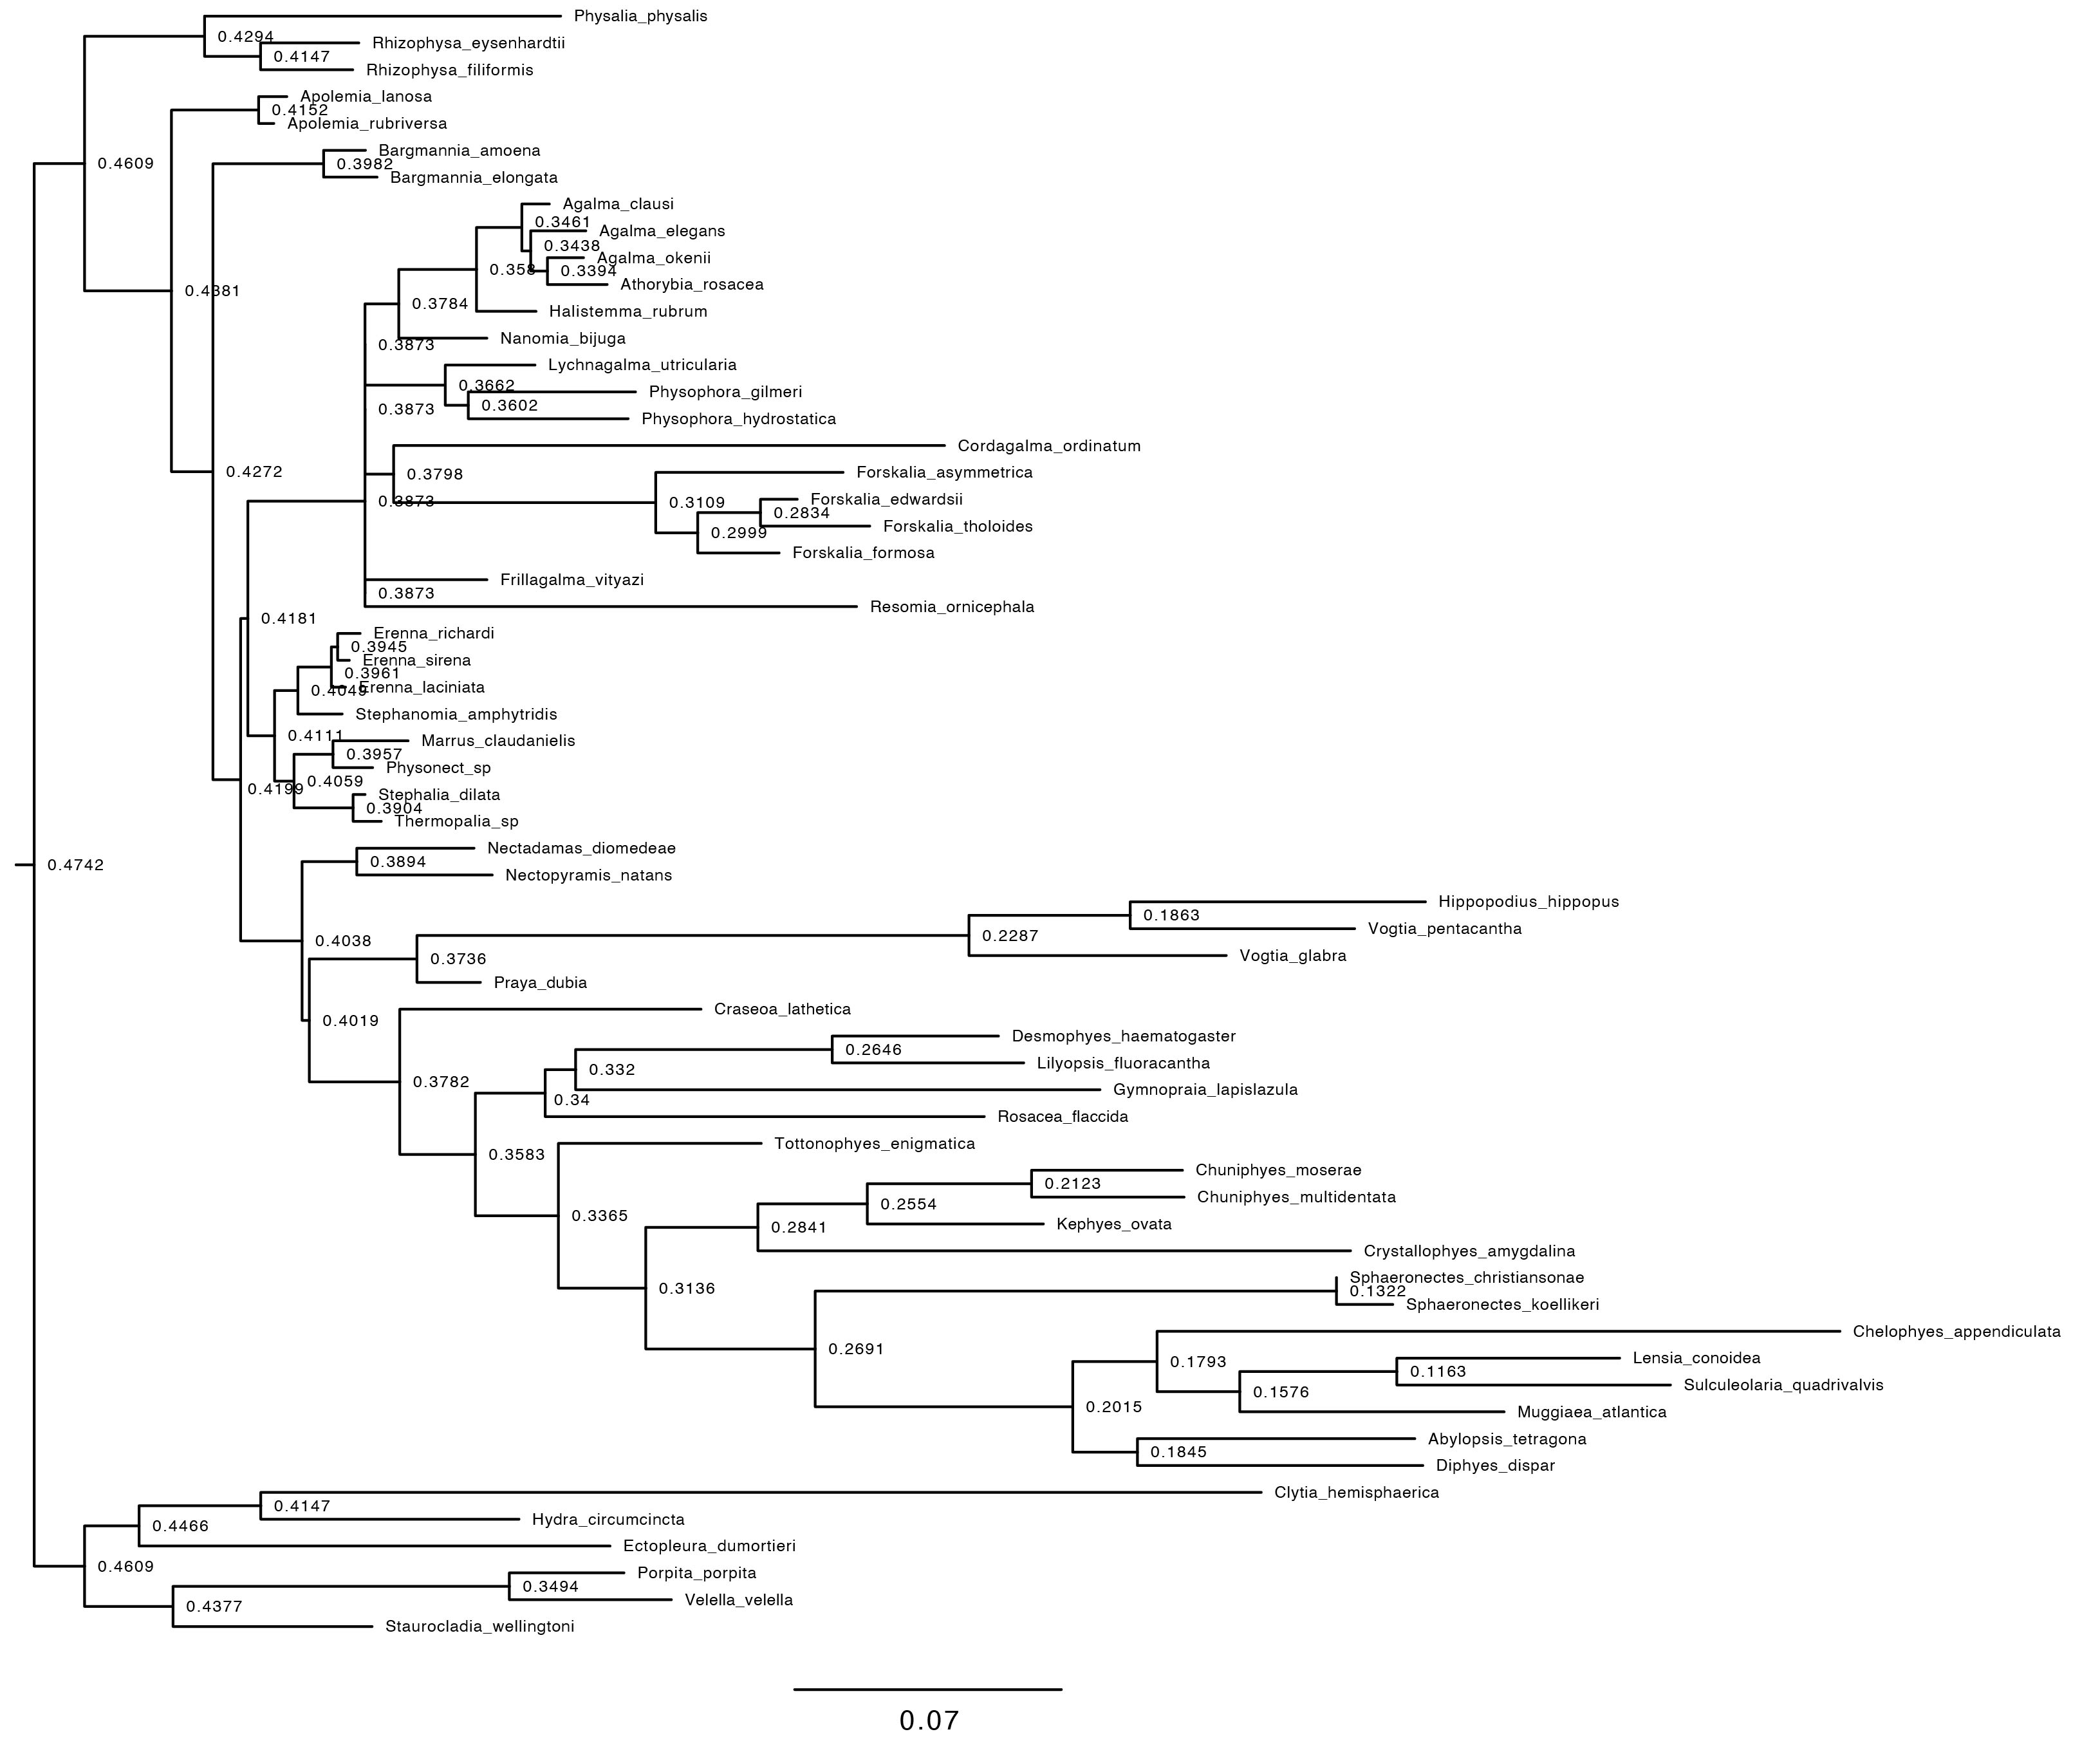 Physalia_physalis
0.4294
Rhizophysa_eysenhardtii
0.4147
Rhizophysa_filiformis
Apolemia_lanosa
0.4152
Apolemia_rubriversa
Bargmannia_amoena
0.4609
0.3982
Bargmannia_elongata
Agalma_clausi
0.3461
Agalma_elegans
0.3438
Agalma_okenii
0.358
0.3394
Athorybia_rosacea
0.4381
0.3784
Halistemma_rubrum
Nanomia_bijuga
0.3873
Lychnagalma_utricularia
0.3662
Physophora_gilmeri
0.3873
0.3602
Physophora_hydrostatica
Cordagalma_ordinatum
0.4272
0.3798
Forskalia_asymmetrica
0.3873
0.3109
Forskalia_edwardsii
0.2834
Forskalia_tholoides
0.2999
Forskalia_formosa
Frillagalma_vityazi
0.3873
Resomia_ornicephala
0.4181
Erenna_richardi
0.3945
Erenna_sirena
0.3961
Erenna_laciniata
0.4049
Stephanomia_amphytridis
0.4111
Marrus_claudanielis
0.3957
Physonect_sp
0.4059
0.4199
Stephalia_dilata
0.3904
Thermopalia_sp
Nectadamas_diomedeae
0.4742
0.3894
Nectopyramis_natans
Hippopodius_hippopus
0.1863
Vogtia_pentacantha
0.4038
0.2287
Vogtia_glabra
0.3736
Praya_dubia
Craseoa_lathetica
0.4019
Desmophyes_haematogaster
0.2646
Lilyopsis_fluoracantha
0.332
0.3782
Gymnopraia_lapislazula
0.34
Rosacea_flaccida
Tottonophyes_enigmatica
0.3583
Chuniphyes_moserae
0.2123
Chuniphyes_multidentata
0.2554
0.3365
Kephyes_ovata
0.2841
Crystallophyes_amygdalina
Sphaeronectes_christiansonae
0.3136
0.1322
Sphaeronectes_koellikeri
Chelophyes_appendiculata
0.2691
0.1793
Lensia_conoidea
0.1163
Sulculeolaria_quadrivalvis
0.1576
0.2015
Muggiaea_atlantica
Abylopsis_tetragona
0.1845
Diphyes_dispar
Clytia_hemisphaerica
0.4147
Hydra_circumcincta
0.4466
Ectopleura_dumortieri
0.4609
Porpita_porpita
0.3494
Velella_velella
0.4377
Staurocladia_wellingtoni
0.07